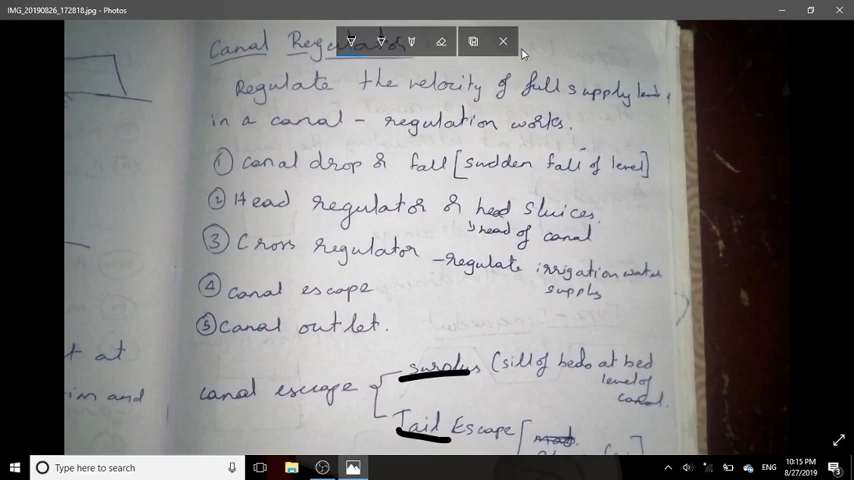 IMG_20190826_172818.jpg - Photos
Canal Regulator
Regulate the velocity of full supply
in a canal - regulation works.
① canal drop & fall [sudden fall of level]
② Head regulator & head sluices.
↳ head of canal
③ Cross regulator - regulate irrigation water
supply
④ canal escape
⑤ canal outlet.
t at
canal escape
surplus (sill of beds at bed
level of
canal.
im and
Tail Escape [
Type here to search
ENG
10:15 PM
8/27/2019
3